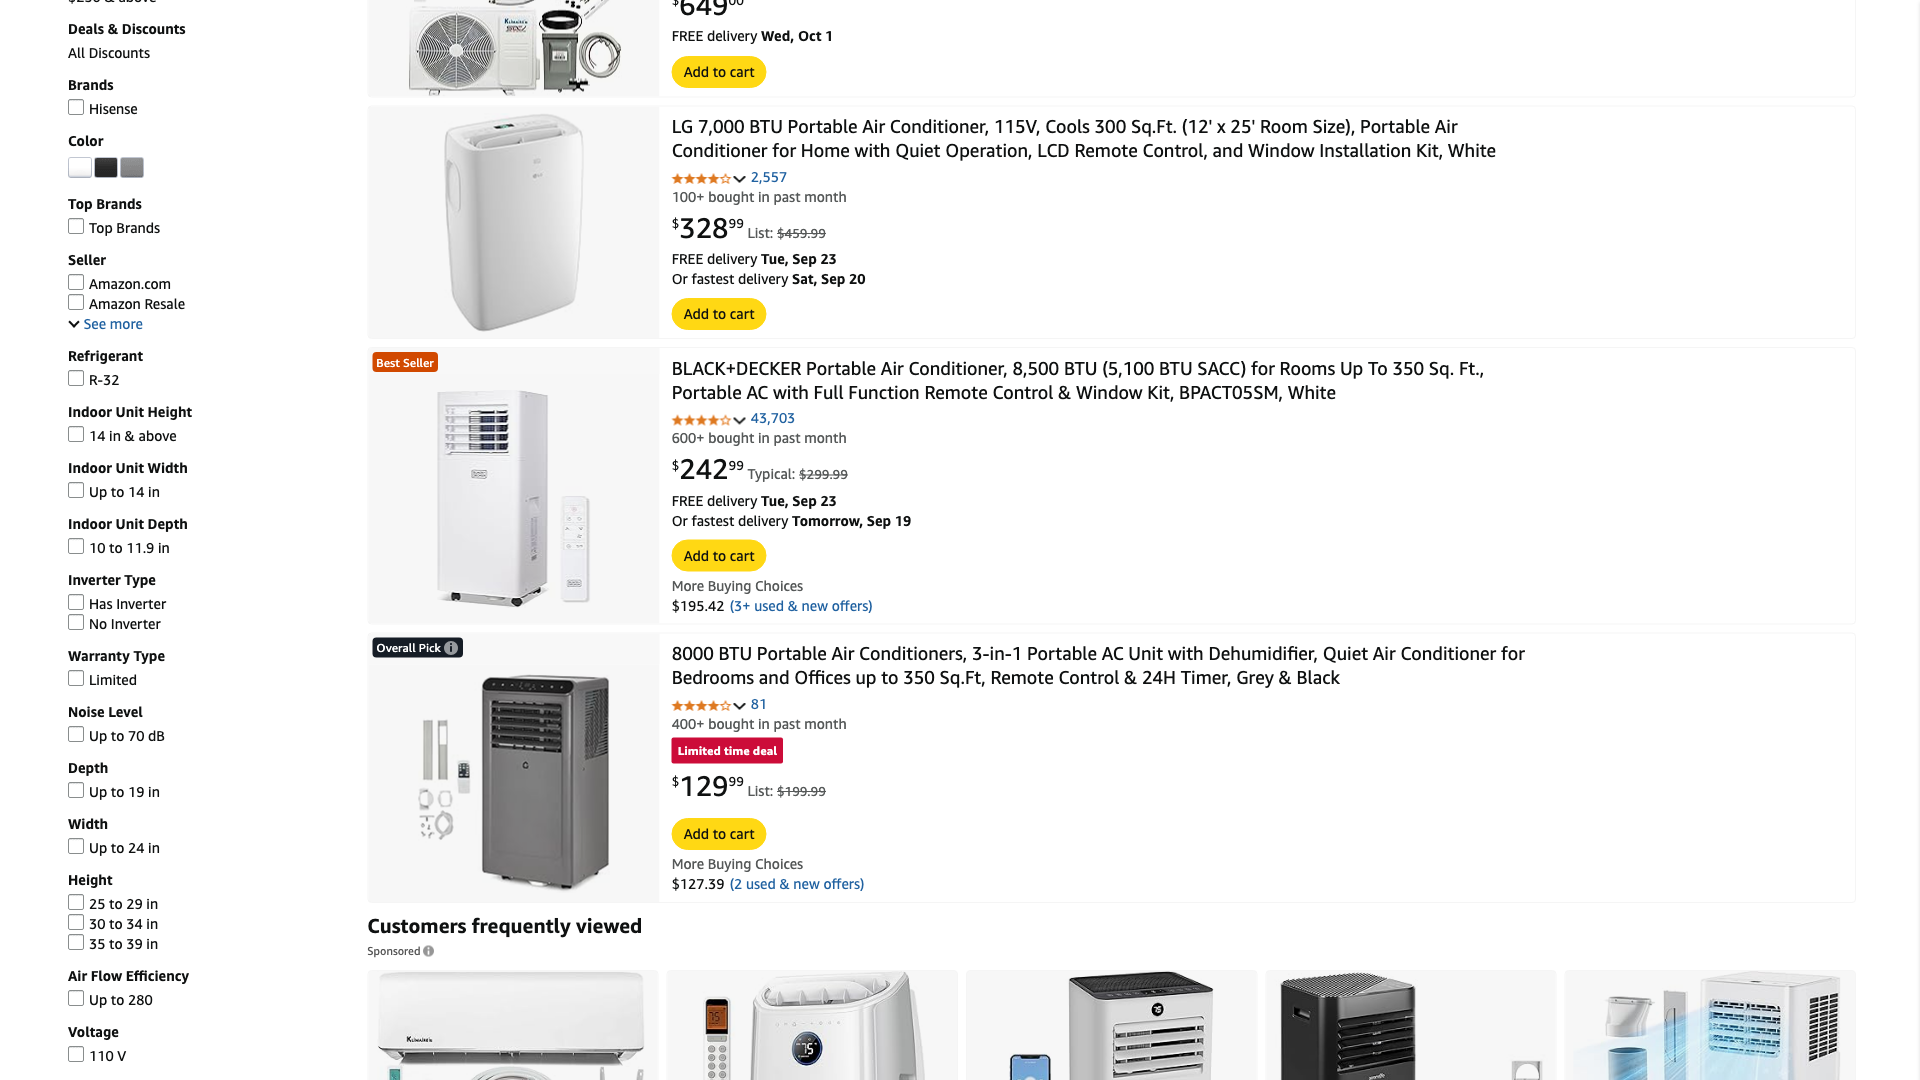 $250 & above
Deals & Discounts
All Discounts
Brands
Hisense
Color
Top Brands
Top Brands
Seller
Amazon.com
Amazon Resale
See more
Refrigerant
R-32
Indoor Unit Height
14 in & above
Indoor Unit Width
Up to 14 in
Indoor Unit Depth
10 to 11.9 in
Inverter Type
Has Inverter
No Inverter
Warranty Type
Limited
Noise Level
Up to 70 dB
Depth
Up to 19 in
Width
Up to 24 in
Height
25 to 29 in
30 to 34 in
35 to 39 in
Air Flow Efficiency
Up to 280
Voltage
110 V
$649.00
FREE delivery Wed, Oct 1
Add to cart
LG 7,000 BTU Portable Air Conditioner, 115V, Cools 300 Sq.Ft. (12' x 25' Room Size), Portable Air
Conditioner for Home with Quiet Operation, LCD Remote Control, and Window Installation Kit, White
2,557
100+ bought in past month
$328.99 List: $459.99
FREE delivery Tue, Sep 23
Or fastest delivery Sat, Sep 20
Add to cart
Best Seller
BLACK+DECKER Portable Air Conditioner, 8,500 BTU (5,100 BTU SACC) for Rooms Up To 350 Sq. Ft.,
Portable AC with Full Function Remote Control & Window Kit, BPACT05SM, White
43,703
600+ bought in past month
$242.99 Typical: $299.99
FREE delivery Tue, Sep 23
Or fastest delivery Tomorrow, Sep 19
Add to cart
More Buying Choices
$195.42 (3+ used & new offers)
Overall Pick
8000 BTU Portable Air Conditioners, 3-in-1 Portable AC Unit with Dehumidifier, Quiet Air Conditioner for
Bedrooms and Offices up to 350 Sq.Ft, Remote Control & 24H Timer, Grey & Black
81
400+ bought in past month
Limited time deal
$129.99 List: $199.99
Add to cart
More Buying Choices
$127.39 (2 used & new offers)
Customers frequently viewed
Sponsored
KLIMAIRE
75
75
75